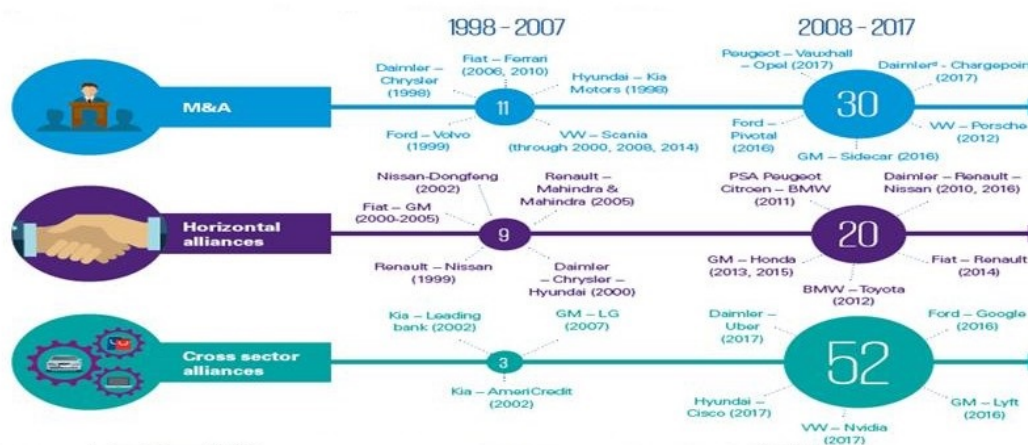 1998 – 2007
2008 – 2017
M&A
Daimler –
Chrysler
(1998)
Fiat – Ferrari
(2006, 2010)
Hyundai – Kia
Motors (1998)
11
Ford – Volvo
(1999)
VW – Scania
(through 2000, 2008, 2014)
Peugeot – Vauxhall
– Opel (2017)
Daimler - Chargepoin
(2017)
30
Ford –
Pivotal
(2016)
VW – Porsche
(2012)
GM – Sidecar (2016)
Horizontal
alliances
Nissan-Dongfeng
(2002)
Renault –
Mahindra &
Mahindra (2005)
Fiat – GM
(2000-2005)
9
Renault – Nissan
(1999)
Daimler
– Chrysler –
Hyundai (2000)
PSA Peugeot
Citroen – BMW
(2011)
Daimler – Renault –
Nissan (2010, 2016)
20
GM – Honda
(2013, 2015)
Fiat – Renault
(2014)
BMW – Toyota
(2012)
Cross sector
alliances
Kia – Leading
bank (2002)
GM – LG
(2007)
3
Kia – AmeriCredit
(2002)
Daimler –
Uber
(2017)
Ford – Google
(2016)
52
Hyundai –
Cisco (2017)
GM – Lyft
(2016)
VW – Nvidia
(2017)